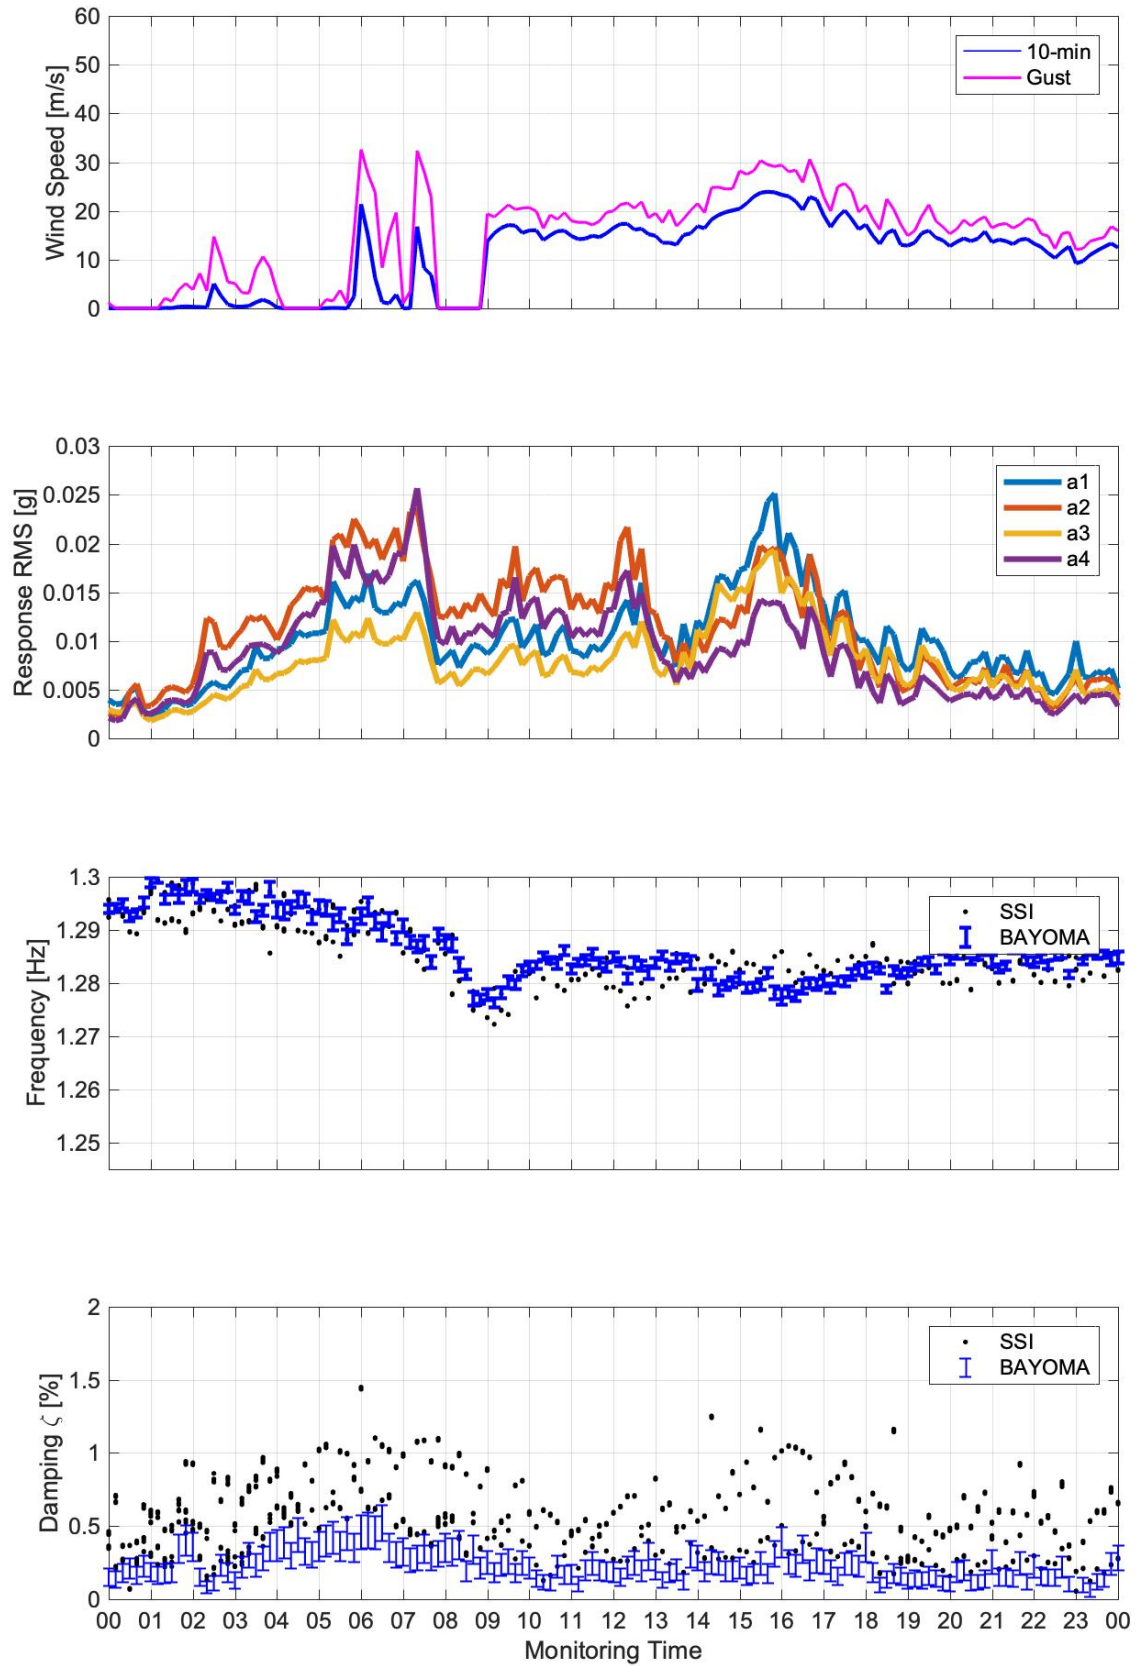 Wind Speed [m/s]
60
50
40
30
20
10
0
10-min
Gust
Response RMS [g]
0.03
0.025
0.02
0.015
0.01
0.005
0
a1
a2
a3
a4
Frequency [Hz]
1.3
1.29
1.28
1.27
1.26
1.25
SSI
BAYOMA
Damping ζ [%]
2
1.5
1
0.5
0
SSI
BAYOMA
00 01 02 03 04 05 06 07 08 09 10 11 12 13 14 15 16 17 18 19 20 21 22 23 00
Monitoring Time